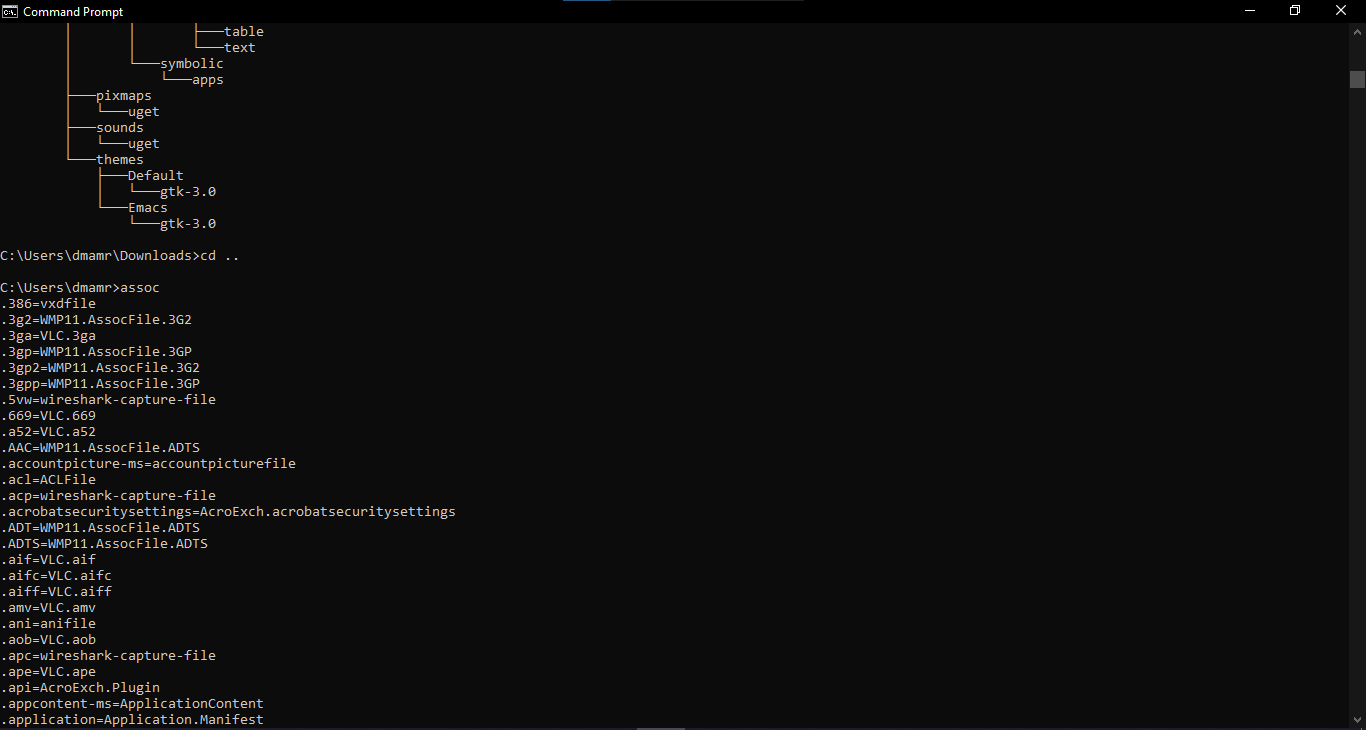 Command Prompt
table
text
symbolic
apps
pixmaps
uget
sounds
uget
themes
Default
gtk-3.0
Emacs
gtk-3.0
C:\Users\dmamr\Downloads>cd ..
C:\Users\dmamr>assoc
.386=vxdfile
.3g2=WMP11.AssocFile.3G2
.3ga=VLC.3ga
.3gp=WMP11.AssocFile.3GP
.3gp2=WMP11.AssocFile.3G2
.3gpp=WMP11.AssocFile.3GP
.5vw=wireshark-capture-file
.669=VLC.669
.a52=VLC.a52
.AAC=WMP11.AssocFile.ADTS
.accountpicture-ms=accountpicturefile
.acl=ACLFile
.acp=wireshark-capture-file
.acrobatsecuritysettings=AcroExch.acrobatsecuritysettings
.ADT=WMP11.AssocFile.ADTS
.ADTS=WMP11.AssocFile.ADTS
.aif=VLC.aif
.aifc=VLC.aifc
.aiff=VLC.aiff
.amv=VLC.amv
.ani=anifile
.aob=VLC.aob
.apc=wireshark-capture-file
.ape=VLC.ape
.api=AcroExch.Plugin
.appcontent-ms=ApplicationContent
.application=Application.Manifest